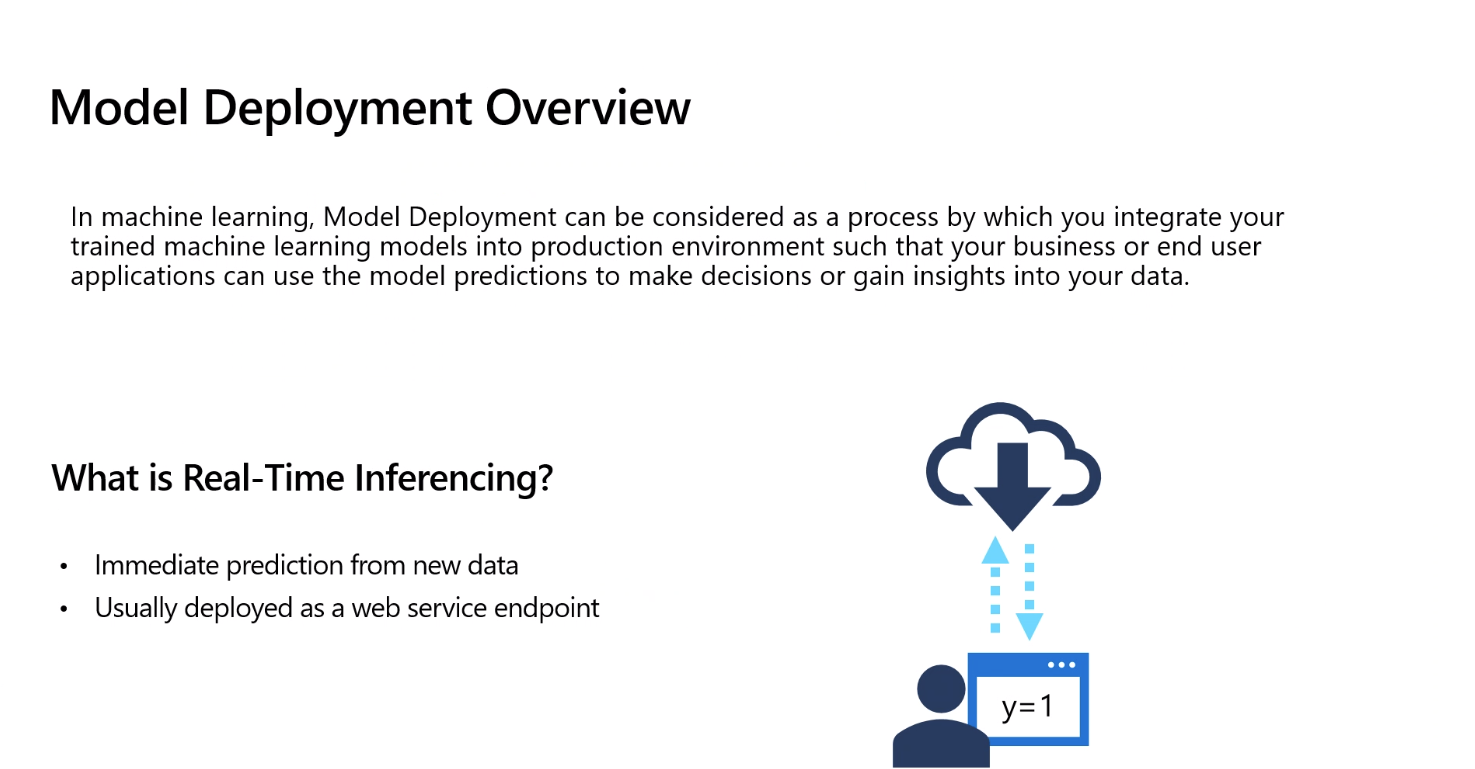 Model Deployment Overview
In machine learning, Model Deployment can be considered as a process by which you integrate your
trained machine learning models into production environment such that your business or end user
applications can use the model predictions to make decisions or gain insights into your data.
What is Real-Time Inferencing?
• Immediate prediction from new data
• Usually deployed as a web service endpoint
y=1